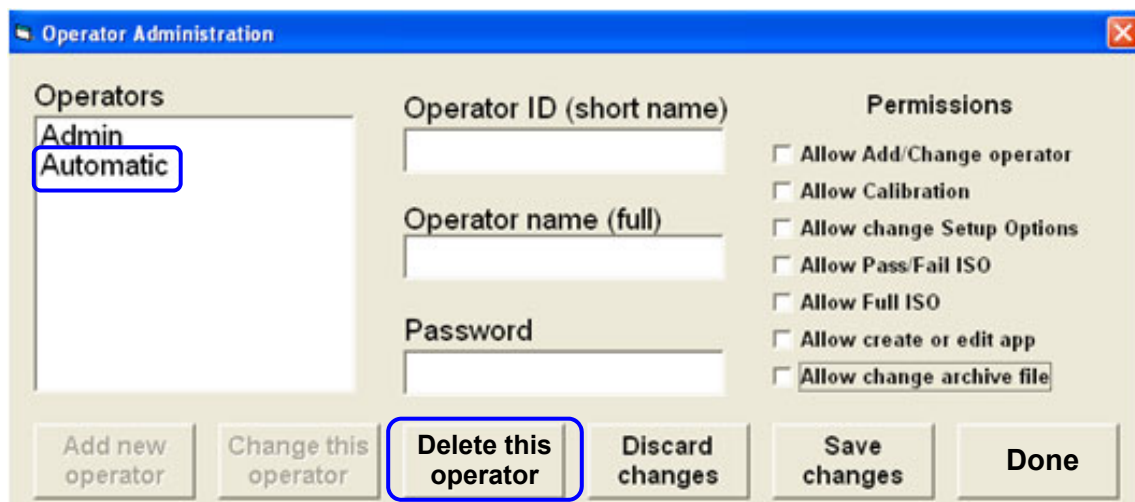 Operator Administration
Operators
Admin
Automatic
Operator ID (short name)
Operator name (full)
Password
Permissions
Allow Add/Change operator
Allow Calibration
Allow change Setup Options
Allow Pass/Fail ISO
Allow Full ISO
Allow create or edit app
Allow change archive file
Add new
operator
Change this
operator
Delete this
operator
Discard
changes
Save
changes
Done